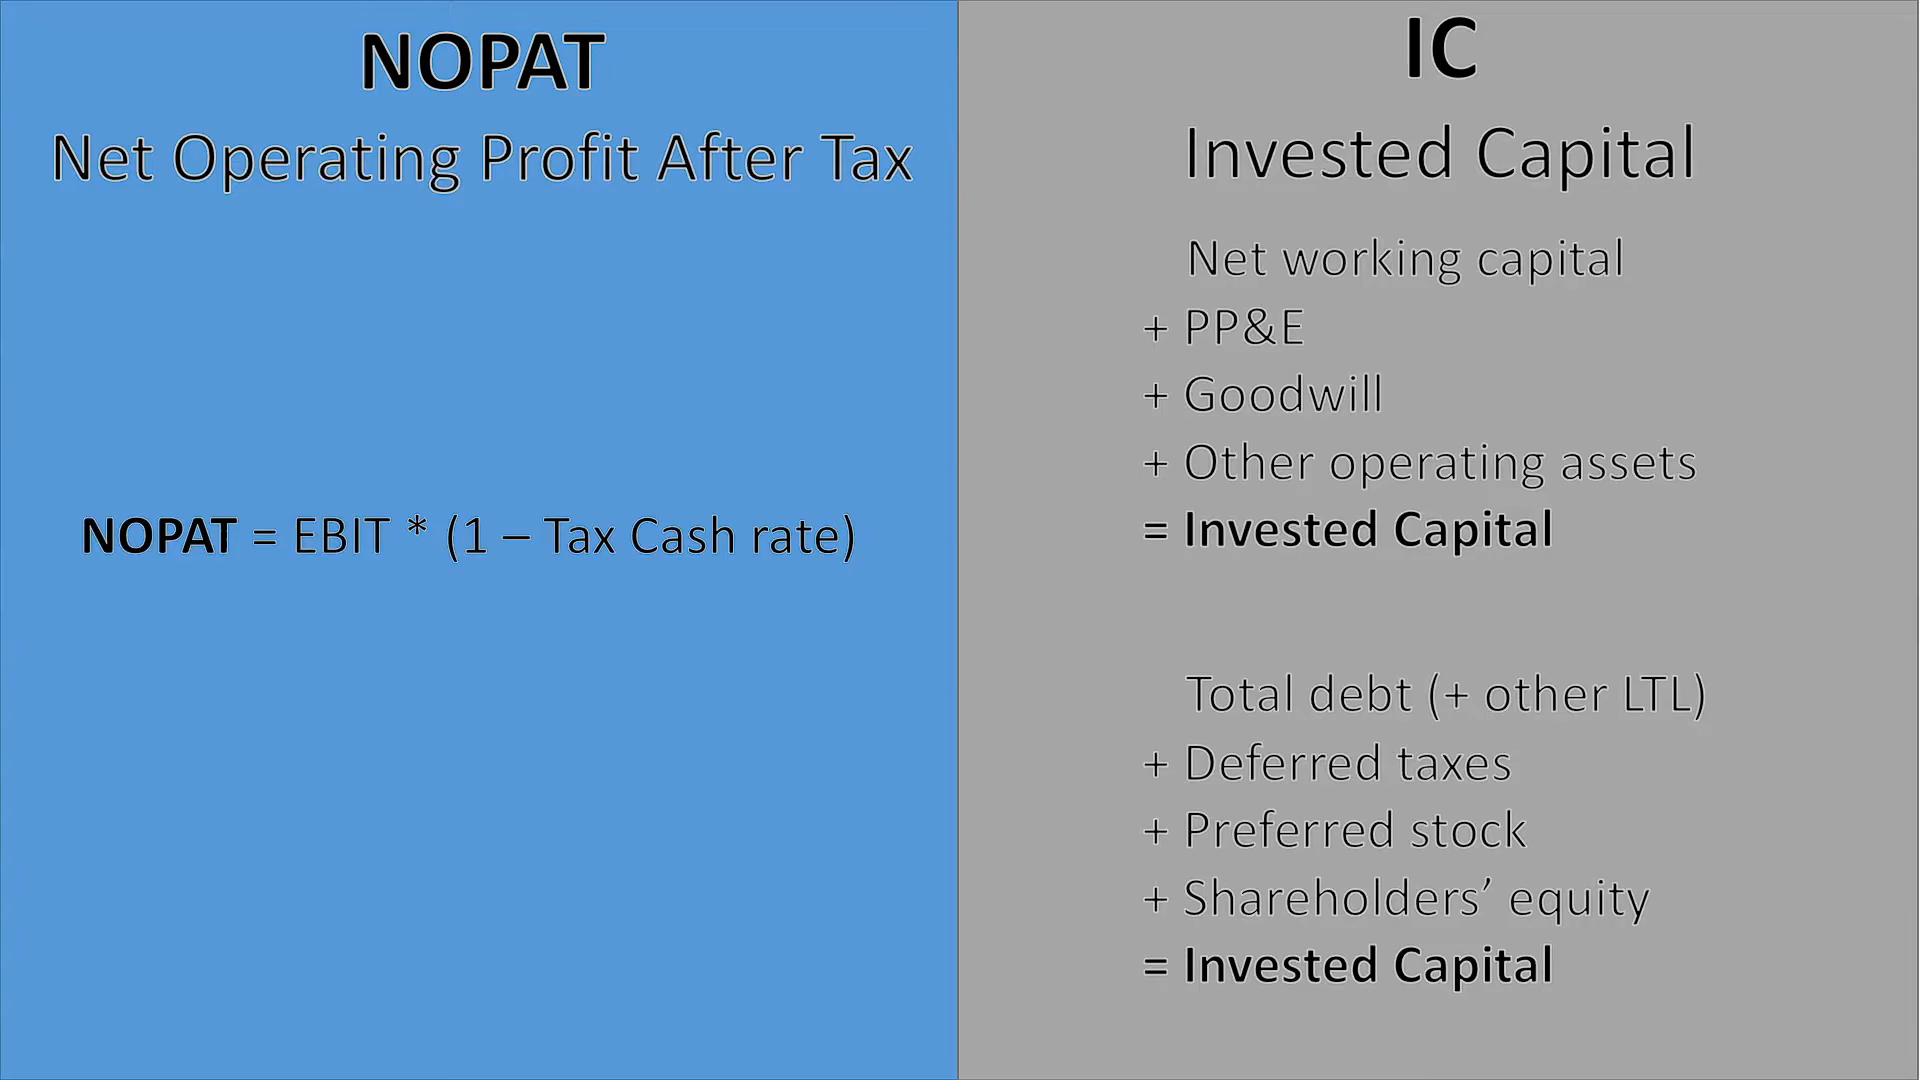 NOPAT
Net Operating Profit After Tax
NOPAT = EBIT * (1 – Tax Cash rate)
IC
Invested Capital
Net working capital
+ PP&E
+ Goodwill
+ Other operating assets
= Invested Capital
Total debt (+ other LTL)
+ Deferred taxes
+ Preferred stock
+ Shareholders’ equity
= Invested Capital